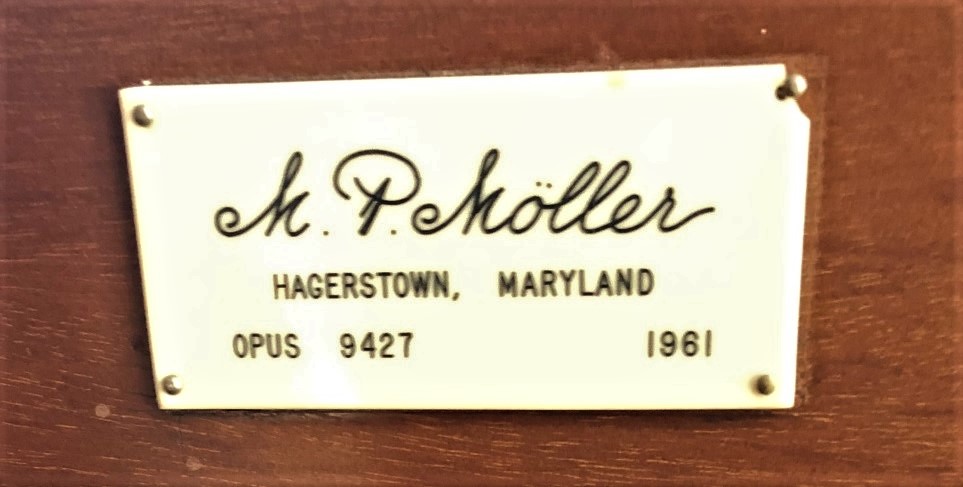 M. P. Möller
HAGERSTOWN, MARYLAND
OPUS 9427 1961